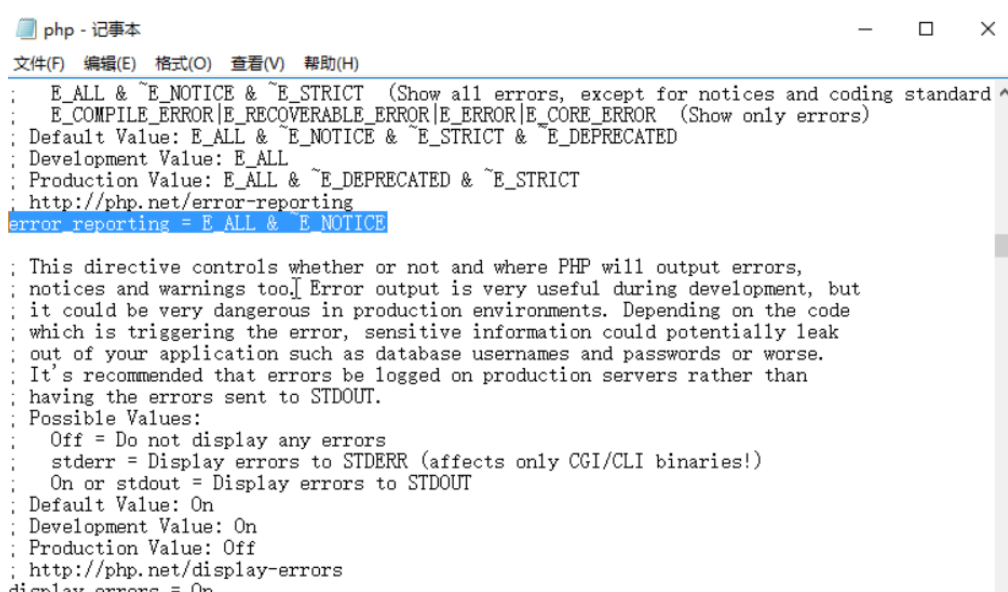 php - 记事本
文件(F) 编辑(E) 格式(O) 查看(V) 帮助(H)
;   E_ALL & ~E_NOTICE & ~E_STRICT  (Show all errors, except for notices and coding standard
;   E_COMPILE_ERROR|E_RECOVERABLE_ERROR|E_ERROR|E_CORE_ERROR  (Show only errors)
; Default Value: E_ALL & ~E_NOTICE & ~E_STRICT & ~E_DEPRECATED
; Development Value: E_ALL
; Production Value: E_ALL & ~E_DEPRECATED & ~E_STRICT
; http://php.net/error-reporting
error_reporting = E_ALL & ~E_NOTICE
; This directive controls whether or not and where PHP will output errors,
; notices and warnings too. Error output is very useful during development, but
; it could be very dangerous in production environments. Depending on the code
; which is triggering the error, sensitive information could potentially leak
; out of your application such as database usernames and passwords or worse.
; It's recommended that errors be logged on production servers rather than
; having the errors sent to STDOUT.
; Possible Values:
;   Off = Do not display any errors
;   stderr = Display errors to STDERR (affects only CGI/CLI binaries!)
;   On or stdout = Display errors to STDOUT
; Default Value: On
; Development Value: On
; Production Value: Off
; http://php.net/display-errors
display_errors = On